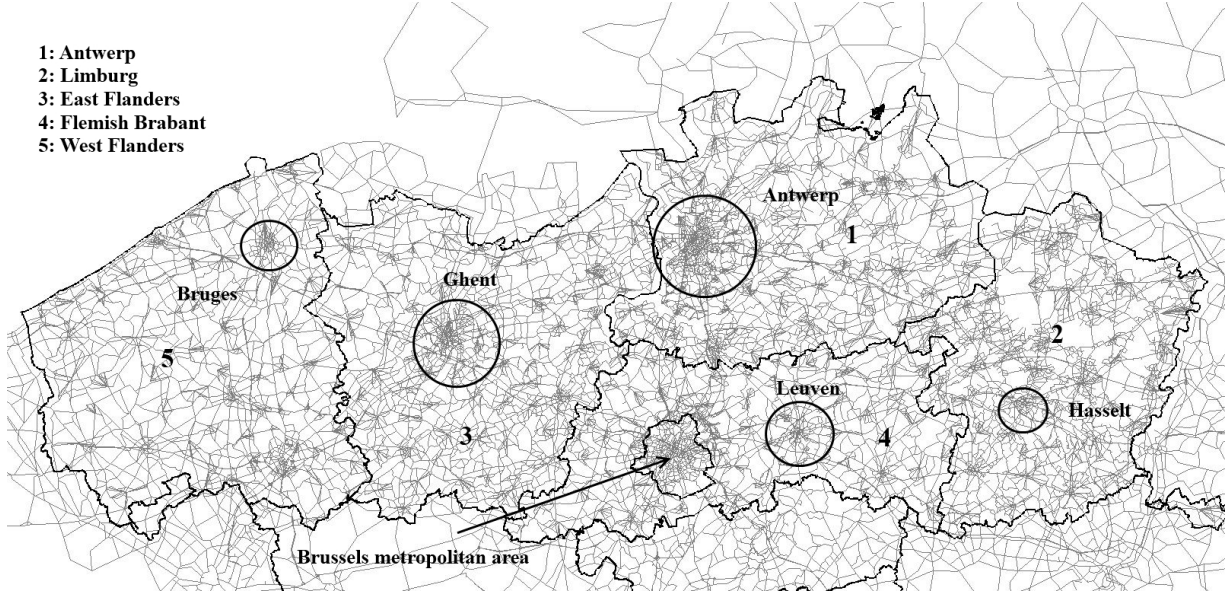 1: Antwerp
2: Limburg
3: East Flanders
4: Flemish Brabant
5: West Flanders
Antwerp
1
Ghent
Bruges
2
5
Leuven
Hasselt
3
4
Brussels metropolitan area